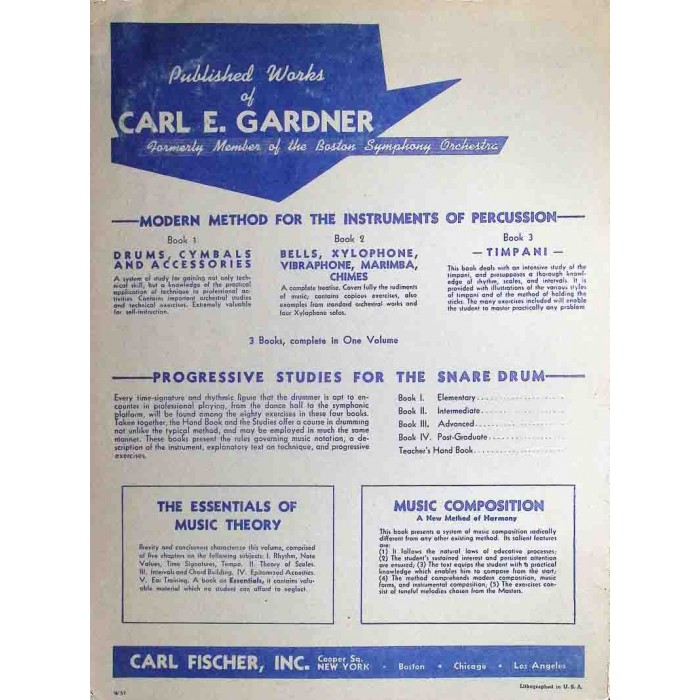 Published Works
of
CARL E. GARDNER
Formerly Member of the Boston Symphony Orchestra
MODERN METHOD FOR THE INSTRUMENTS OF PERCUSSION
Book 1
DRUMS, CYMBALS
AND ACCESSORIES
A system of study for gaining not only tech-
nical skill, but a knowledge of the practical
application of technique to professional ac-
tivities. Contains important orchestral studies
and technical exercises. Extremely valuable
for self-instruction.
Book 2
BELLS, XYLOPHONE,
VIBRAPHONE, MARIMBA,
CHIMES
A complete treatise. Covers fully the rudiments
of music, contains copious exercises, also
examples from standard orchestral works and
four Xylophone solos.
Book 3
— TIMPANI —
This book deals with an intensive study of the
timpani, and presupposes a thorough knowl-
edge of rhythm, scales, and intervals. It is
provided with illustrations of the various styles
of timpani and of the method of holding the
sticks. The many exercises included will enable
the student to master practically any problem
3 Books, complete in One Volume
PROGRESSIVE STUDIES FOR THE SNARE DRUM
Every time-signature and rhythmic figure that the drummer is apt to en-
counter in professional playing, from the dance hall to the symphonic
platform, will be found among the eighty exercises in these four books.
Taken together, the Hand Book and the Studies offer a course in drumming
not unlike the typical method, and may be employed in much the same
manner. These books present the rules governing music notation, a de-
scription of the instrument, explanatory text on technique, and progressive
exercises.
Book I. Elementary
Book II. Intermediate
Book III. Advanced
Book IV. Post-Graduate
Teacher's Hand Book
THE ESSENTIALS OF
MUSIC THEORY
Brevity and conciseness characterize this volume, comprised
of five chapters on the following subjects: I. Rhythm, Note
Values, Time Signatures, Tempo. II. Theory of Scales.
III. Intervals and Chord Building. IV. Epitomized Acoustics.
V. Ear Training. A book on Essentials, it contains valu-
able material which no student can afford to neglect.
MUSIC COMPOSITION
A New Method of Harmony
This book presents a system of music composition radically
different from any other existing method. Its salient features
are:
(1) It follows the natural laws of educative processes;
(2) The student's sustained interest and persistent attention
are ensured; (3) The text equips the student with a practical
knowledge which enables him to compose from the start;
(4) The method comprehends modern composition, music
forms, and instrumental composition; (5) The exercises con-
sist of tuneful melodies chosen from the Masters.
CARL FISCHER, INC. Cooper Sq. NEW YORK · Boston · Chicago · Los Angeles
Lithographed in U. S. A.